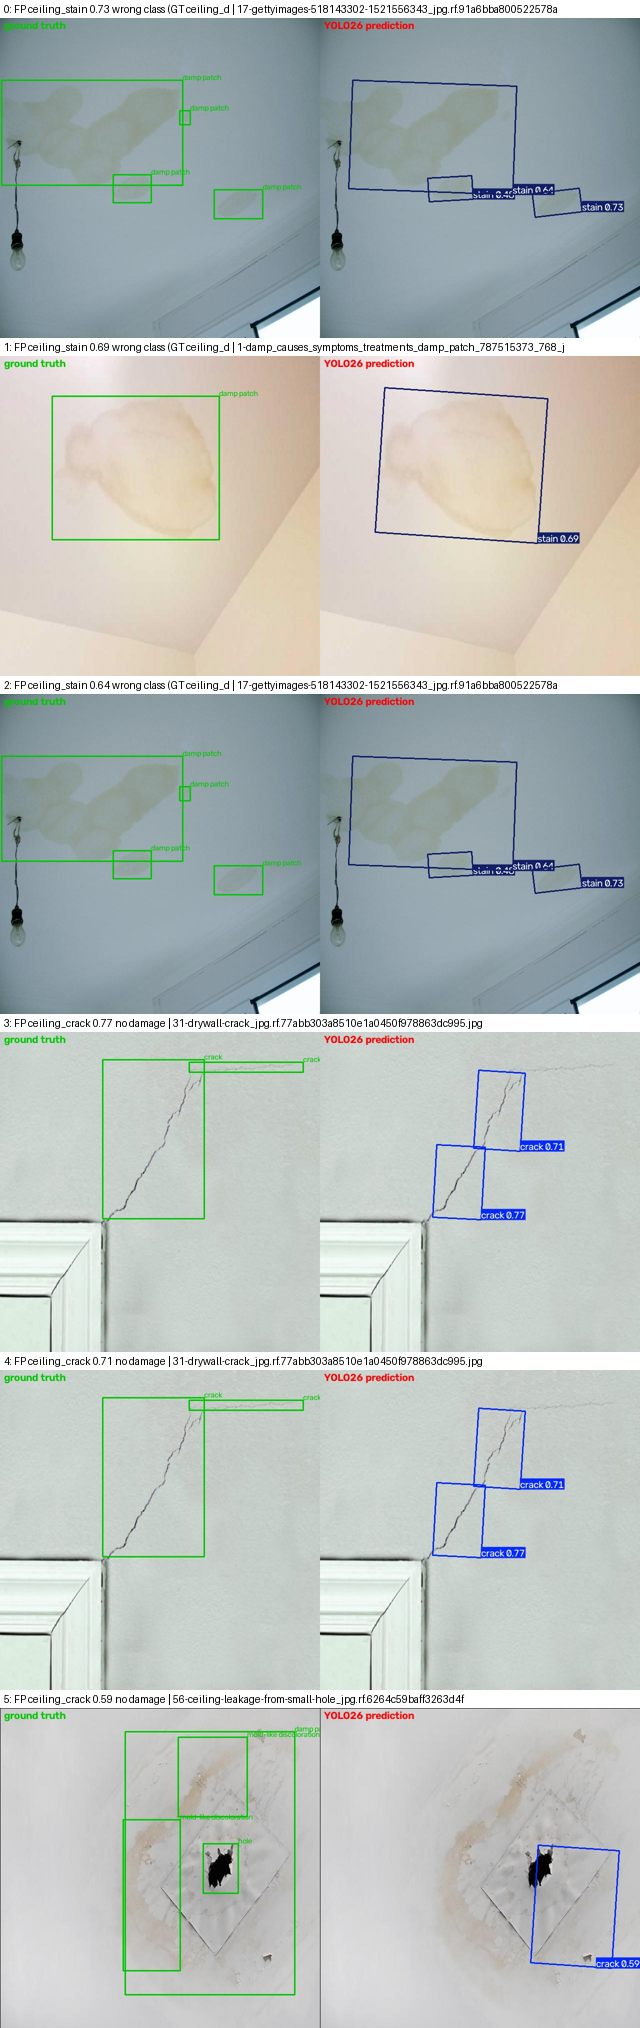 0: FP ceiling_stain 0.73 wrong class (GT ceiling_d | 17-gettyimages-518143302-1521556343_jpg.rf.91a6bba800522578a
ground truth
YOLO26 prediction
damp patch
damp patch
damp patch
damp patch
stain 0.64
stain 0.73
1: FP ceiling_stain 0.69 wrong class (GT ceiling_d | 1-damp_causes_symptoms_treatments_damp_patch_787515373_768_j
ground truth
YOLO26 prediction
damp patch
stain 0.69
2: FP ceiling_stain 0.64 wrong class (GT ceiling_d | 17-gettyimages-518143302-1521556343_jpg.rf.91a6bba800522578a
ground truth
YOLO26 prediction
damp patch
damp patch
damp patch
damp patch
stain 0.64
stain 0.73
3: FP ceiling_crack 0.77 no damage | 31-drywall-crack_jpg.rf.77abb303a8510e1a0450f978863dc995.jpg
ground truth
YOLO26 prediction
crack
crack
crack 0.71
crack 0.77
4: FP ceiling_crack 0.71 no damage | 31-drywall-crack_jpg.rf.77abb303a8510e1a0450f978863dc995.jpg
ground truth
YOLO26 prediction
crack
crack
crack 0.71
crack 0.77
5: FP ceiling_crack 0.59 no damage | 56-ceiling-leakage-from-small-hole_jpg.rf.6264c59baff3263d4f
ground truth
YOLO26 prediction
damp pa
mold-like discoloration
mold-like discoloration
hole
crack 0.59